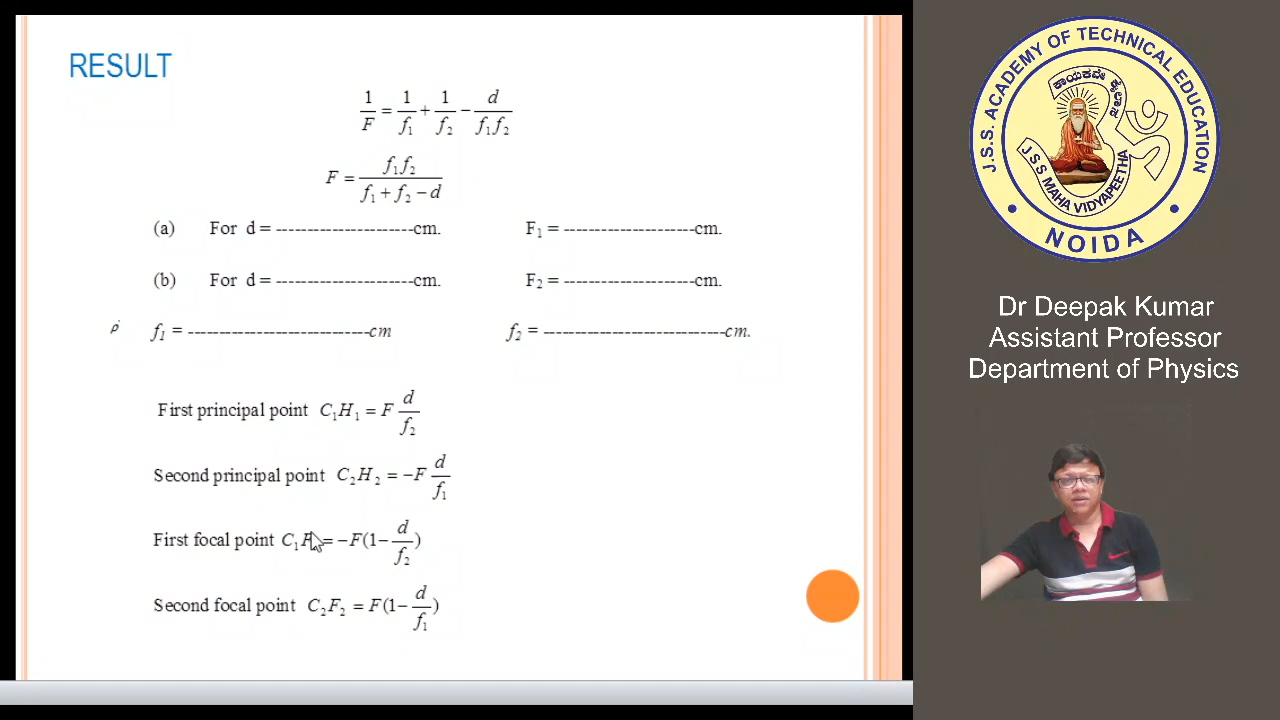 RESULT
1/F = 1/f₁ + 1/f₂ − d/f₁f₂
F = f₁f₂/(f₁ + f₂ − d)
(a) For d = ----------------------cm. F₁ = ---------------------cm.
(b) For d = ----------------------cm. F₂ = ---------------------cm.
f₁ = -----------------------------cm f₂ = -----------------------------cm.
First principal point C₁H₁ = F d/f₂
Second principal point C₂H₂ = −F d/f₁
First focal point C₁F = −F(1− d/f₂)
Second focal point C₂F₂ = F(1− d/f₁)
J.S.S. ACADEMY OF TECHNICAL EDUCATION
ಕಾಯಕವೇ ಕೈಲಾಸ
JSS MAHA VIDYAPEETHA
NOIDA
Dr Deepak Kumar
Assistant Professor
Department of Physics